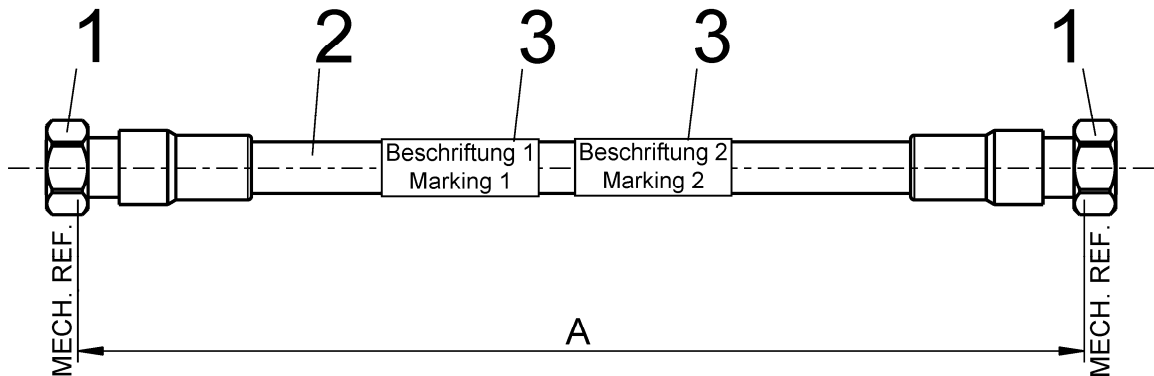 1 2 3 3 1
Beschriftung 1
Marking 1
Beschriftung 2
Marking 2
MECH. REF.
A
MECH. REF.